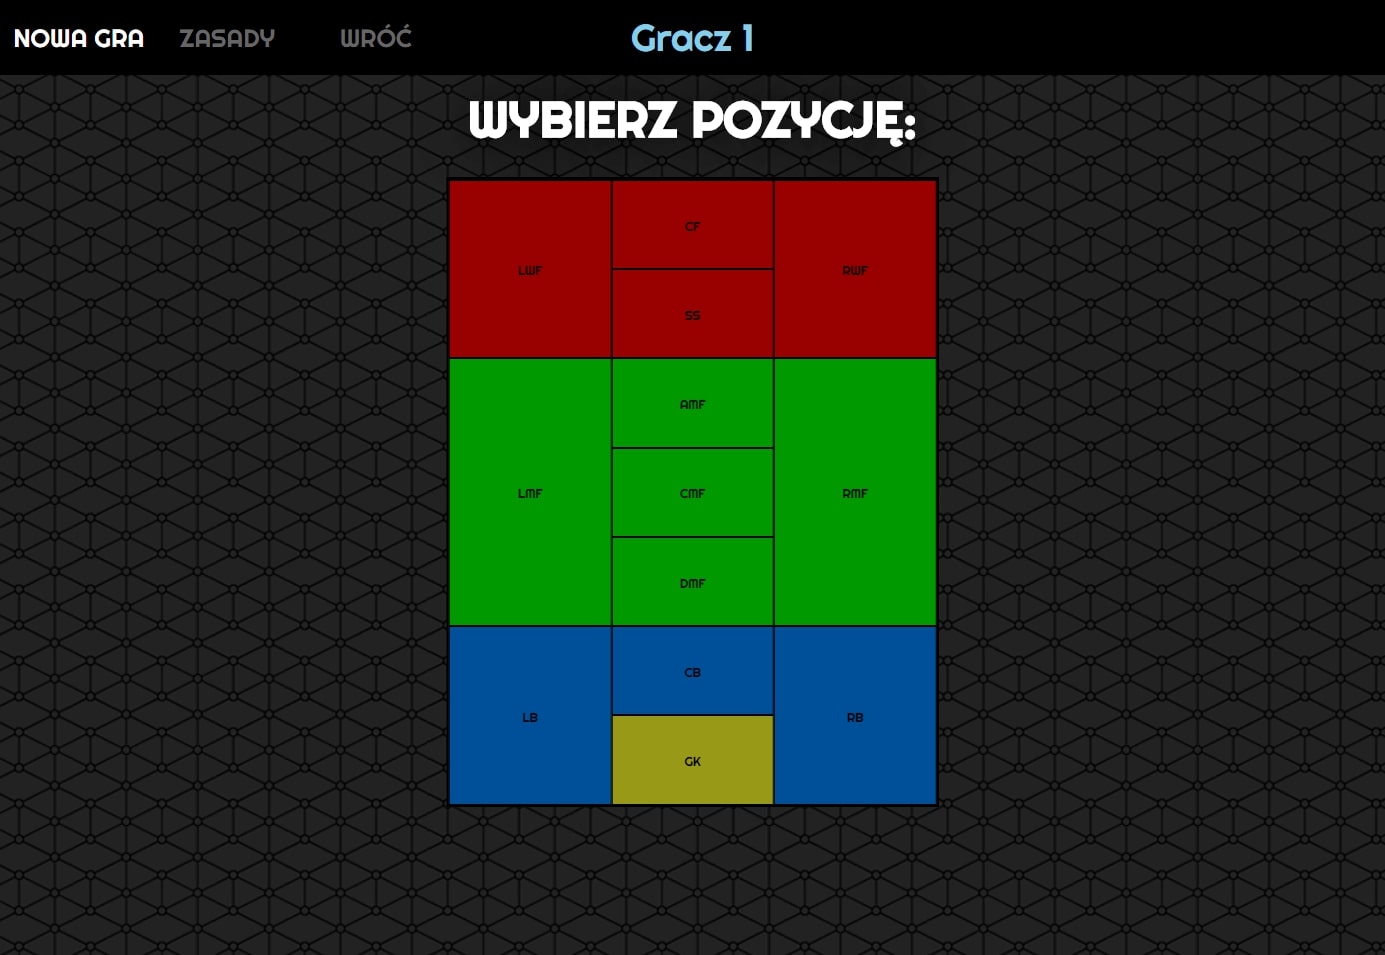 NOWA GRA ZASADY WRÓĆ Gracz 1
WYBIERZ POZYCJĘ:
LWF CF RWF
SS
LMF AMF RMF
CMF
DMF
LB CB RB
GK